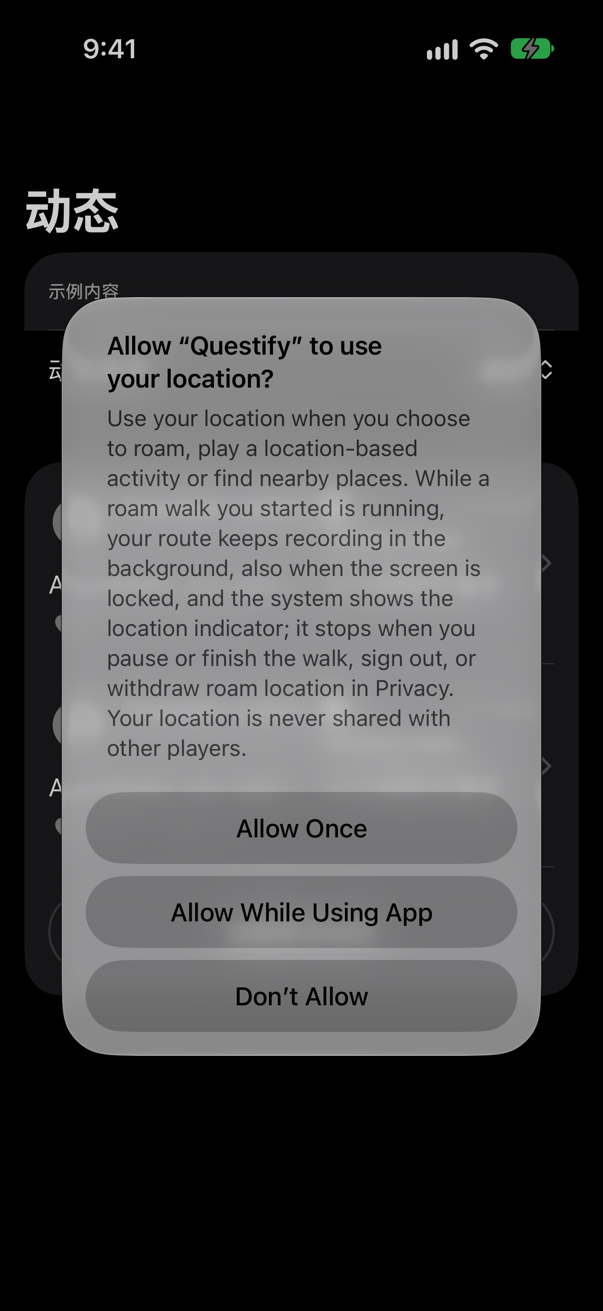 9:41
动态
示例内容
Allow “Questify” to use
your location?
Use your location when you choose
to roam, play a location-based
activity or find nearby places. While a
roam walk you started is running,
your route keeps recording in the
background, also when the screen is
locked, and the system shows the
location indicator; it stops when you
pause or finish the walk, sign out, or
withdraw roam location in Privacy.
Your location is never shared with
other players.
Allow Once
Allow While Using App
Don’t Allow